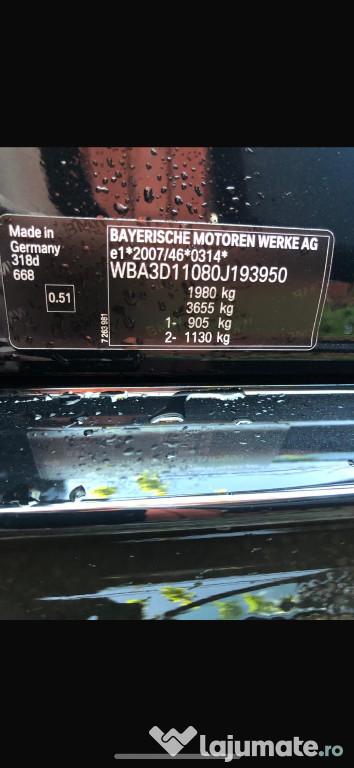 Made in
Germany
318d
668
0.51
7 263 981
BAYERISCHE MOTOREN WERKE AG
e1*2007/46*0314*
WBA3D11080J193950
1980 kg
3655 kg
1- 905 kg
2- 1130 kg
lajumate.ro